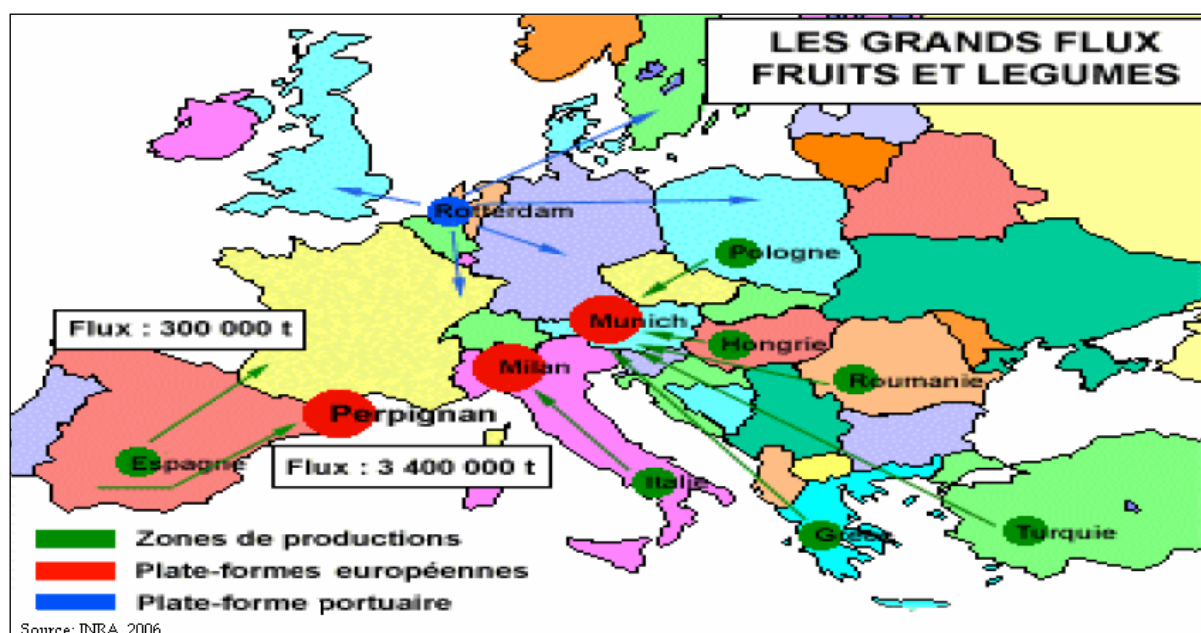 LES GRANDS FLUX
FRUITS ET LEGUMES
Rotterdam
Pologne
Flux : 300 000 t
Munich
Hongrie
Milan
Roumanie
Perpignan
Espagne
Flux : 3 400 000 t
Italie
Grèce
Turquie
Zones de productions
Plate-formes européennes
Plate-forme portuaire
Source: INRA, 2006